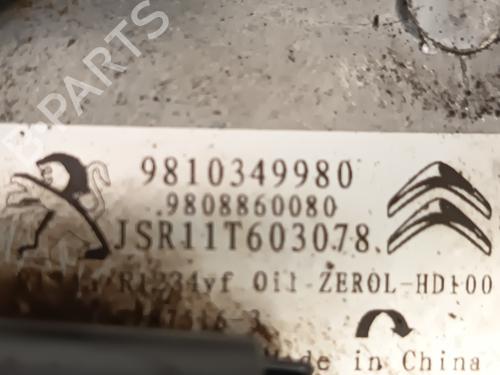 B-PARTS
9810349980
9808860080
JSR11T603078
R1234yf Oil ZEROL-HD100
Made in China